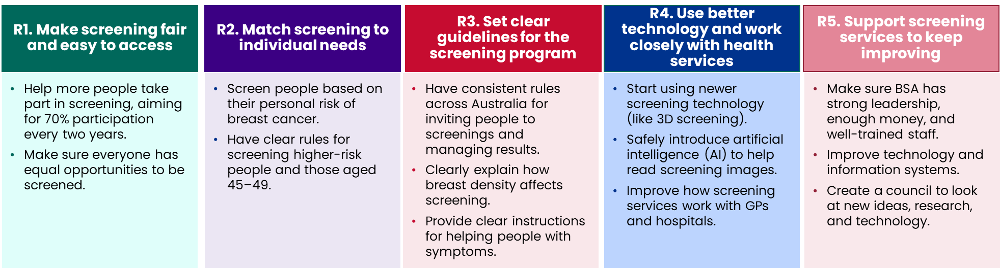 R1. Make screening fair
and easy to access
• Help more people take
part in screening, aiming
for 70% participation
every two years.
• Make sure everyone has
equal opportunities to be
screened.
R2. Match screening to
individual needs
• Screen people based on
their personal risk of
breast cancer.
• Have clear rules for
screening higher-risk
people and those aged
45–49.
R3. Set clear
guidelines for the
screening program
• Have consistent rules
across Australia for
inviting people to
screenings and
managing results.
• Clearly explain how
breast density affects
screening.
• Provide clear instructions
for helping people with
symptoms.
R4. Use better
technology and work
closely with health
services
• Start using newer
screening technology
(like 3D screening).
• Safely introduce artificial
intelligence (AI) to help
read screening images.
• Improve how screening
services work with GPs
and hospitals.
R5. Support screening
services to keep
improving
• Make sure BSA has
strong leadership,
enough money, and
well-trained staff.
• Improve technology and
information systems.
• Create a council to look
at new ideas, research,
and technology.